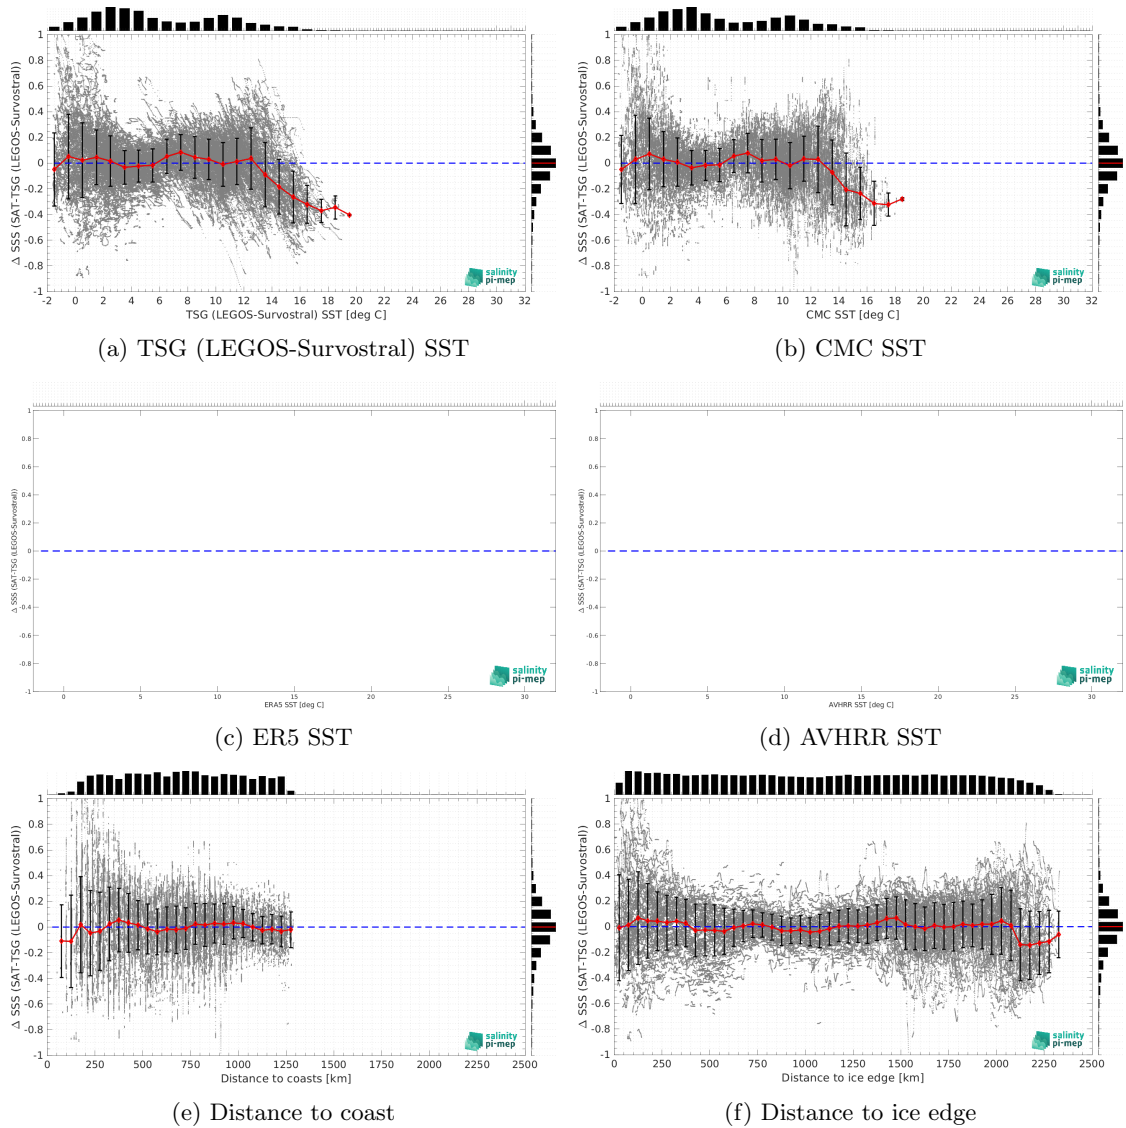 1
0.8
0.6
0.4
0.2
0
-0.2
-0.4
-0.6
-0.8
-1
Δ SSS (SAT-TSG (LEGOS-Survostral))
salinity
pi-mep
-2 0 2 4 6 8 10 12 14 16 18 20 22 24 26 28 30 32
TSG (LEGOS-Survostral) SST [deg C]
(a) TSG (LEGOS-Survostral) SST
1
0.8
0.6
0.4
0.2
0
-0.2
-0.4
-0.6
-0.8
-1
Δ SSS (SAT-TSG (LEGOS-Survostral))
salinity
pi-mep
-2 0 2 4 6 8 10 12 14 16 18 20 22 24 26 28 30 32
CMC SST [deg C]
(b) CMC SST
1
0.8
0.6
0.4
0.2
0
-0.2
-0.4
-0.6
-0.8
-1
Δ SSS (SAT-TSG (LEGOS-Survostral))
salinity
pi-mep
0 5 10 15 20 25 30
ERA5 SST [deg C]
(c) ER5 SST
1
0.8
0.6
0.4
0.2
0
-0.2
-0.4
-0.6
-0.8
-1
Δ SSS (SAT-TSG (LEGOS-Survostral))
salinity
pi-mep
0 5 10 15 20 25 30
AVHRR SST [deg C]
(d) AVHRR SST
1
0.8
0.6
0.4
0.2
0
-0.2
-0.4
-0.6
-0.8
-1
Δ SSS (SAT-TSG (LEGOS-Survostral))
salinity
pi-mep
0 250 500 750 1000 1250 1500 1750 2000 2250 2500
Distance to coasts [km]
(e) Distance to coast
1
0.8
0.6
0.4
0.2
0
-0.2
-0.4
-0.6
-0.8
-1
Δ SSS (SAT-TSG (LEGOS-Survostral))
salinity
pi-mep
0 250 500 750 1000 1250 1500 1750 2000 2250 2500
Distance to ice edge [km]
(f) Distance to ice edge